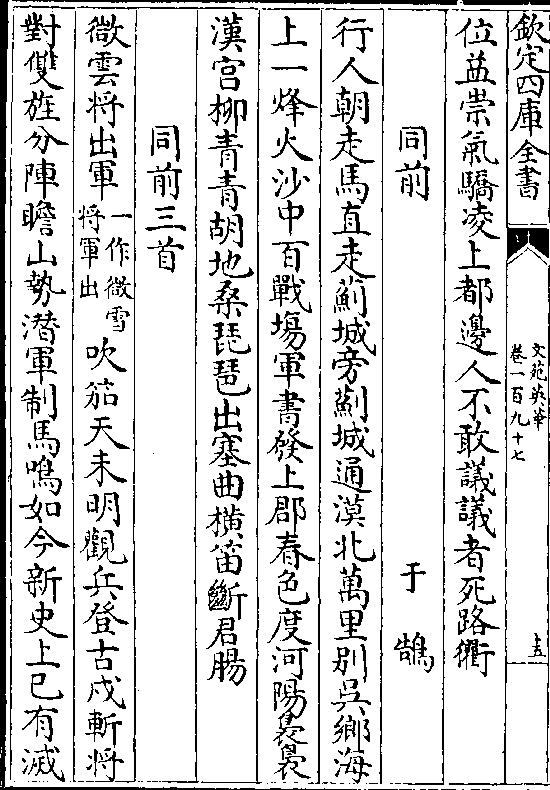 欽定四庫全書
文苑英華
卷一百九十七
十五
位益崇氣驕凌上都邊人不敢議議者死路衢
同前
于鵠
行人朝走馬直走薊城旁薊城通漠北萬里别吳鄉海
上一烽火沙中百戰塲軍書發上郡春色度河陽裊裊
漢宫柳青青胡地桑琵琶出塞曲横笛斷君腸
同前三首
微雲将出軍一作微雪将軍出吹笳天未明觀兵登古戍斬将
對雙旌分陣瞻山勢潛軍制馬鳴如今新史上已有滅